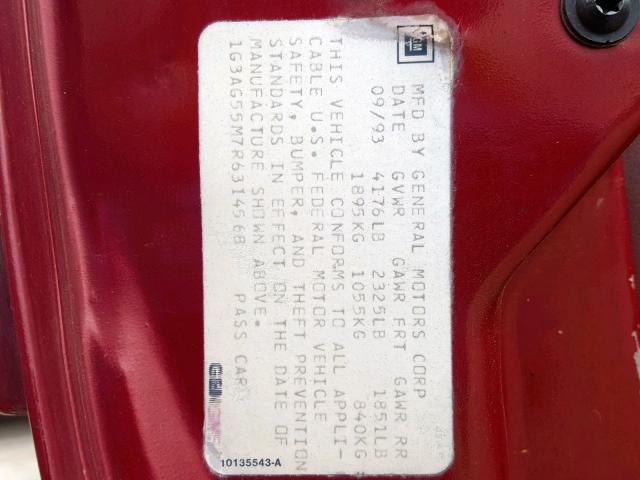 GM
MFD BY GENERAL MOTORS CORP
DATE GVWR GAWR FRT GAWR RR
09/93 4176LB 2325LB 1851LB
1895KG 1055KG 840KG
THIS VEHICLE CONFORMS TO ALL APPLI-
CABLE U.S. FEDERAL MOTOR VEHICLE
SAFETY, BUMPER, AND THEFT PREVENTION
STANDARDS IN EFFECT ON THE DATE OF
MANUFACTURE SHOWN ABOVE.
1G3AG55M7R6314568 PASS CAR
10135543-A